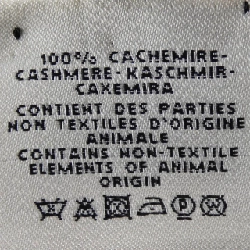 100% CACHEMIRE-
CASHMERE-KASCHMIR-
CAXEMIRA
CONTIENT DES PARTIES
NON TEXTILES D'ORIGINE
ANIMALE
CONTAINS NON-TEXTILE
ELEMENTS OF ANIMAL
ORIGIN
P W